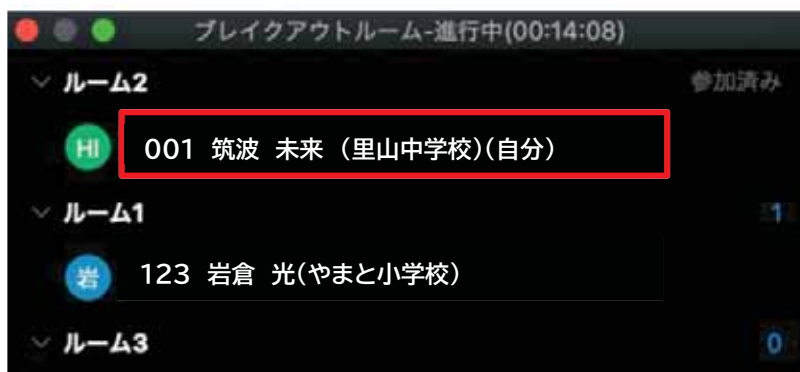 ブレイクアウトルーム-進行中(00:14:08)
ルーム2 参加済み
HI 001 筑波 未来 (里山中学校)(自分)
ルーム1 1
岩 123 岩倉 光(やまと小学校)
ルーム3 0